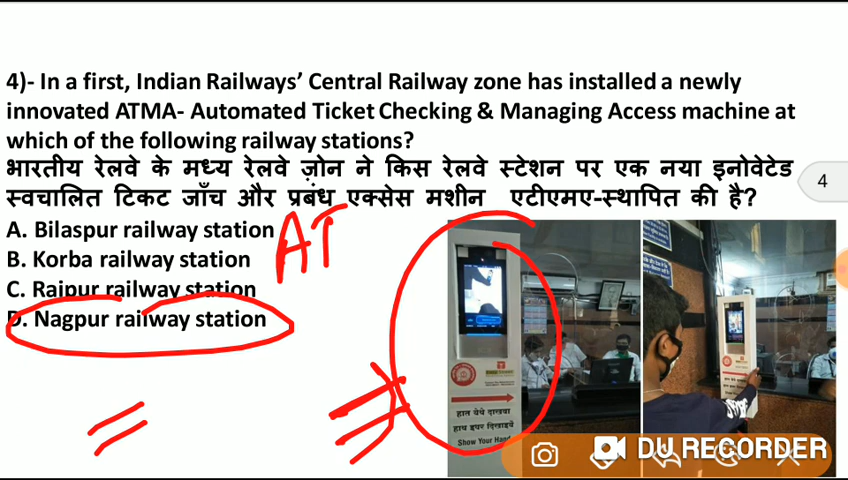 4)- In a first, Indian Railways' Central Railway zone has installed a newly
innovated ATMA- Automated Ticket Checking & Managing Access machine at
which of the following railway stations?
भारतीय रेलवे के मध्य रेलवे ज़ोन ने किस रेलवे स्टेशन पर एक नया इनोवेटेड
स्वचालित टिकट जाँच और प्रबंध एक्सेस मशीन एटीएमए-स्थापित की है?
4
A. Bilaspur railway station
B. Korba railway station
C. Raipur railway station
D. Nagpur railway station
AT
हात येथे दाखवा
हाथ इधर दिखाइये
Show Your Hand
DU RECORDER